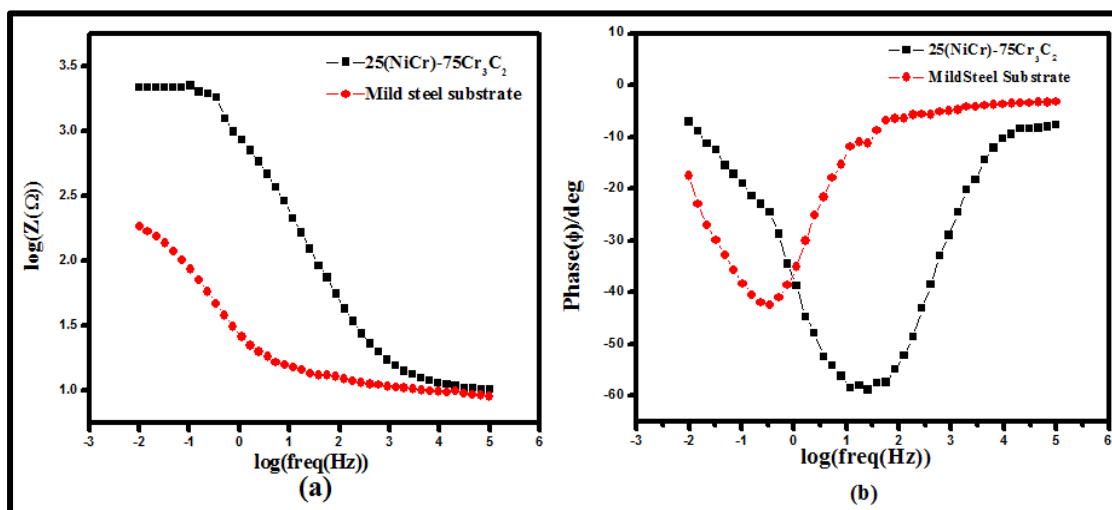 3.5
3.0
2.5
2.0
1.5
1.0
log(Z(Ω))
25(NiCr)-75Cr₃C₂
Mild steel substrate
-3 -2 -1 0 1 2 3 4 5 6
log(freq(Hz))
(a)
10
0
-10
-20
-30
-40
-50
-60
Phase(ϕ)/deg
25(NiCr)-75Cr₃C₂
MildSteel Substrate
-3 -2 -1 0 1 2 3 4 5 6
log(freq(Hz))
(b)